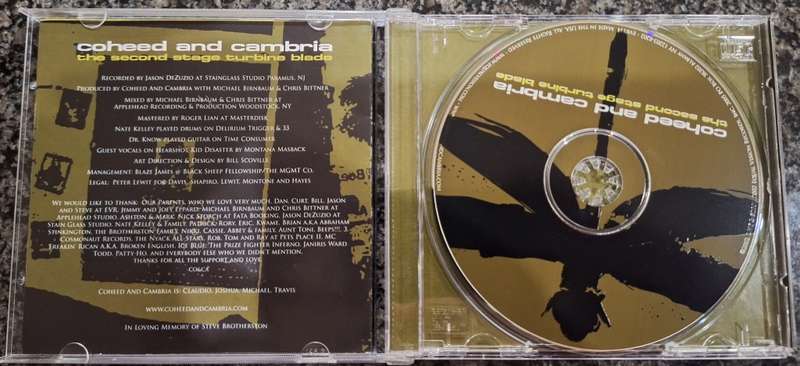 coheed and cambria
the second stage turbine blade
Recorded by Jason DeZuzio at Stainglass Studio Paramus, NJ
Produced by Coheed And Cambria with Michael Birnbaum & Chris Bittner
Mixed by Michael Birnbaum & Chris Bittner at
Applehead Recording & Production Woodstock, NY
Mastered by Roger Lian at Masterdisk
Nate Kelley played drums on Delirium Trigger & 33
Dr. Know played guitar on Time Consumer
Guest vocals on Hearshot Kid Disaster by Montana Masback
Art Direction & Design by Bill Scoville
Management: Blaze James / Black Sheep Fellowship/The MGMT Co.
Legal: Peter Lewit for Davis, Shapiro, Lewit, Montone and Hayes
We would like to thank: Our Parents, who we love very much, Dan, Curt, Bill, Jason
and Steve at EVR, Jimmy and Joey Eppard, Michael Birnbaum and Chris Bittner at
Applehead Studio, Ashton & Mark, Nick Storch at Fata Booking, Jason DeZuzio at
Stain Glass Studio, Nate Kelley & Family, Patrick, Rory, Eric, Kwame, Brian a.k.a Abraham
Stinkington, the Brotherston Family, Nikki, Cassie, Abbey & Family, Aunt Toni, Beeps!!!, 3,
Cosmonaut Records, the Nyack All Stars, Rob, Tom and Ray at Pets Place II, MC
Freakin' Rican a.k.a. Broken English, Ice Blue, The Prize Fighter Inferno, Janiris Ward
Todd, Patty-Ho, and everybody else who we didn't mention.
Thanks for all the support and love
Coheed And Cambria is: Claudio, Joshua, Michael, Travis
www.coheedandcambria.com
In Loving Memory of Steve Brotherston
coheed and cambria
the second stage turbine blade